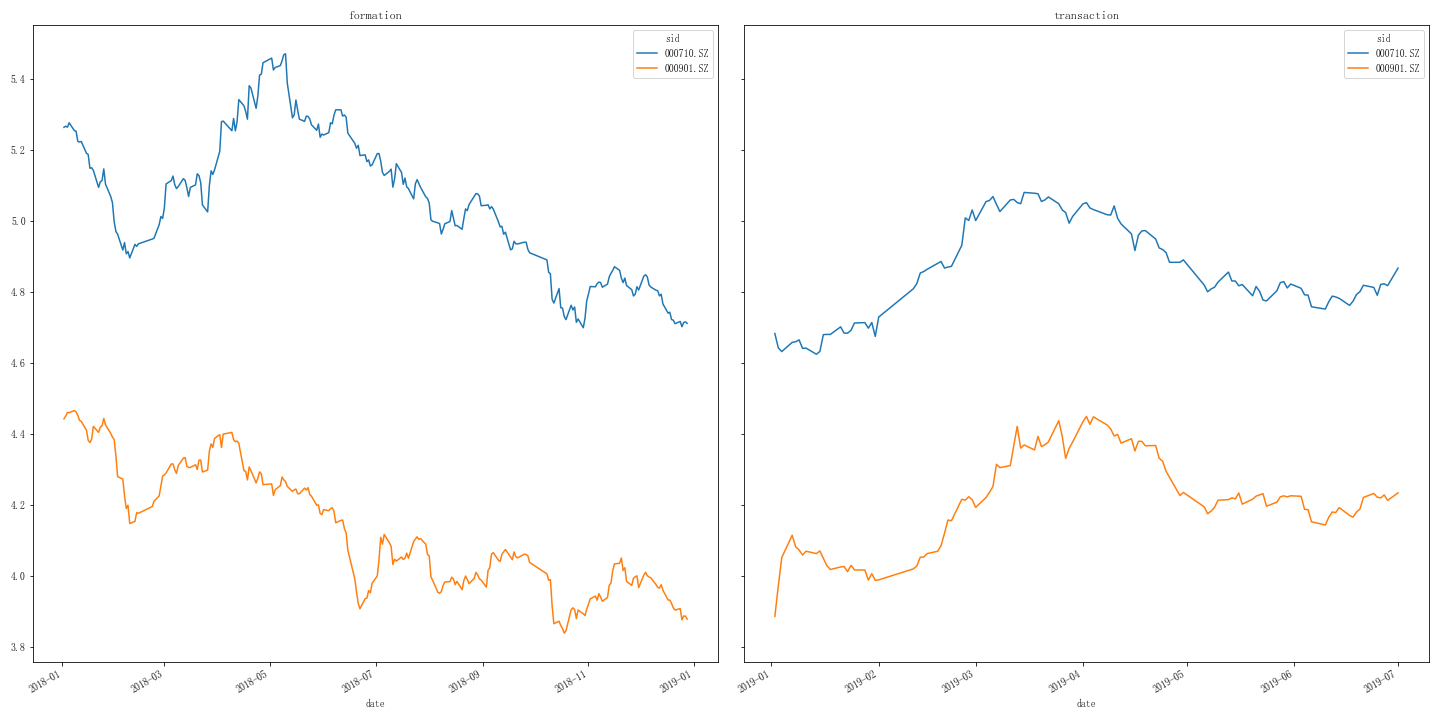 formation
sid
000710.SZ
000901.SZ
5.4
5.2
5.0
4.8
4.6
4.4
4.2
4.0
3.8
2018-01
2018-03
2018-05
2018-07
2018-09
2018-11
2019-01
date
transaction
sid
000710.SZ
000901.SZ
2019-01
2019-02
2019-03
2019-04
2019-05
2019-06
2019-07
date